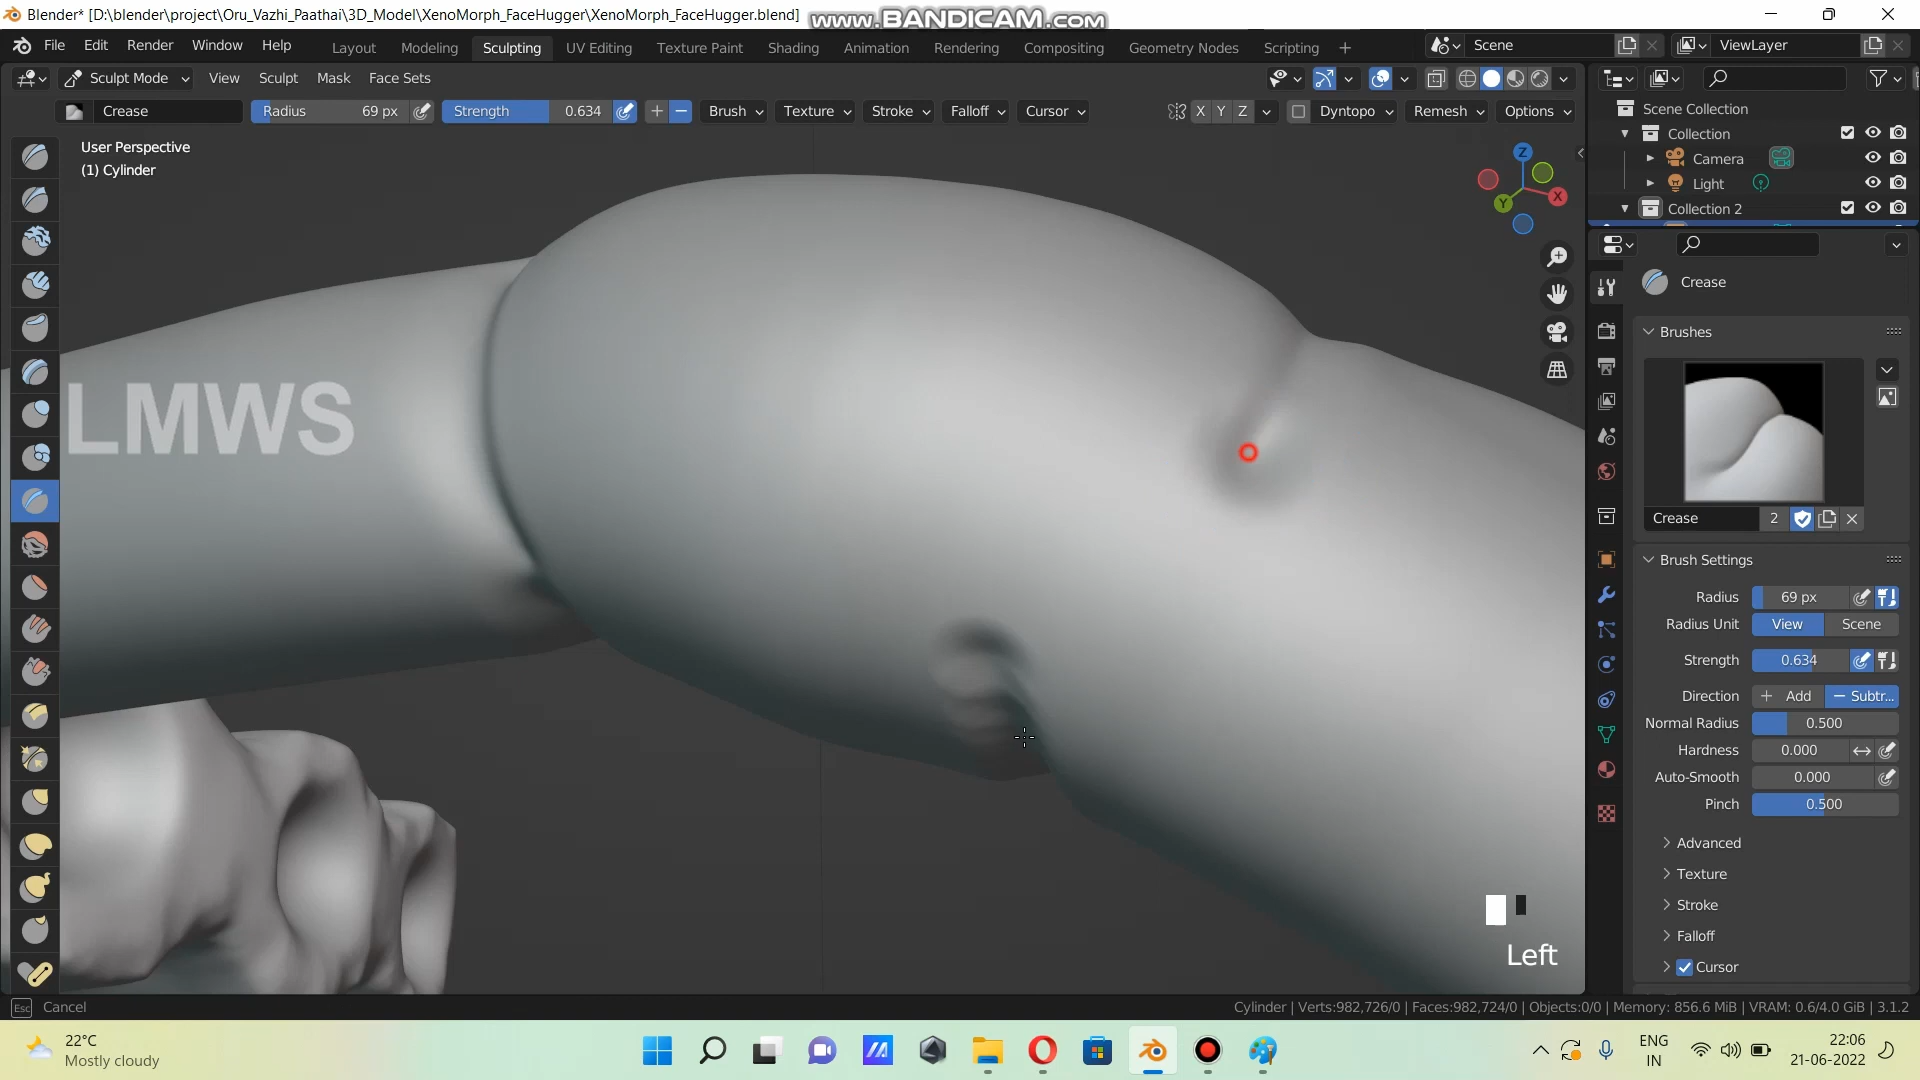 Blender* [D:\blender\project\Oru_Vazhi_Paathai\3D_Model\XenoMorph_FaceHugger\XenoMorph_FaceHugger.blend]
www.BANDICAM.com
File Edit Render Window Help
Layout Modeling Sculpting UV Editing Texture Paint Shading Animation Rendering Compositing Geometry Nodes Scripting +
Scene
ViewLayer
Sculpt Mode View Sculpt Mask Face Sets
Crease Radius 69 px Strength 0.634 Brush Texture Stroke Falloff Cursor
X Y Z Dyntopo Remesh Options
Scene Collection
Collection
Camera
Light
Collection 2
User Perspective
(1) Cylinder
Z
Y
X
LMWS
Crease
Brushes
Crease 2
Brush Settings
Radius 69 px
Radius Unit View Scene
Strength 0.634
Direction + Add − Subtr...
Normal Radius 0.500
Hardness 0.000
Auto-Smooth 0.000
Pinch 0.500
Advanced
Texture
Stroke
Falloff
Cursor
Left
Esc Cancel
Cylinder | Verts:982,726/0 | Faces:982,724/0 | Objects:0/0 | Memory: 856.6 MiB | VRAM: 0.6/4.0 GiB | 3.1.2
22°C
Mostly cloudy
ENG
IN
22:06
21-06-2022